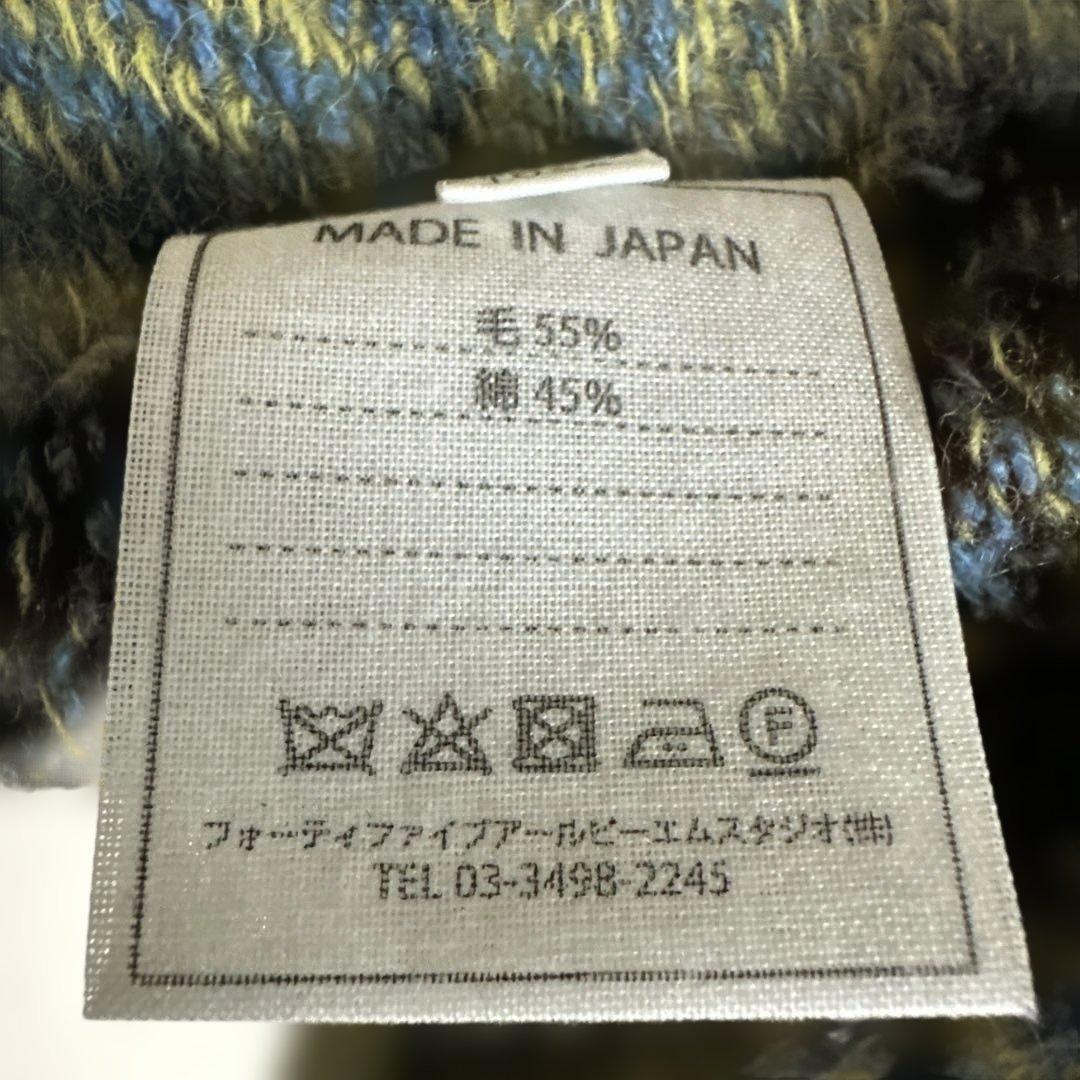 MADE IN JAPAN
毛 55%
綿 45%
F
フォーティファイブアールピーエムスタジオ(株)
TEL 03-3498-2245